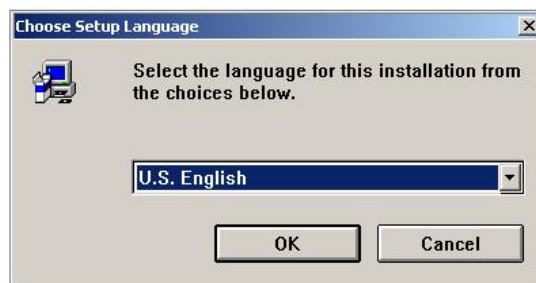 Choose Setup Language
Select the language for this installation from
the choices below.
U.S. English
OK
Cancel